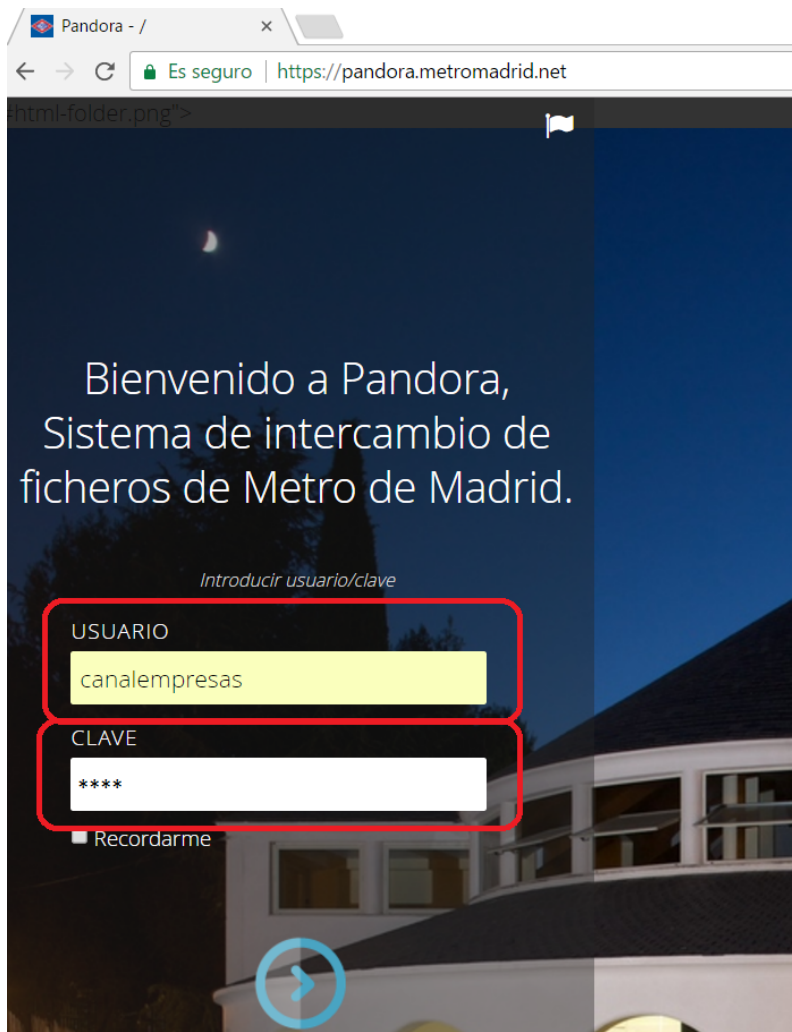 Pandora - /
Es seguro | https://pandora.metromadrid.net
#html-folder.png">
Bienvenido a Pandora,
Sistema de intercambio de
ficheros de Metro de Madrid.
Introducir usuario/clave
USUARIO
canalempresas
CLAVE
****
Recordarme